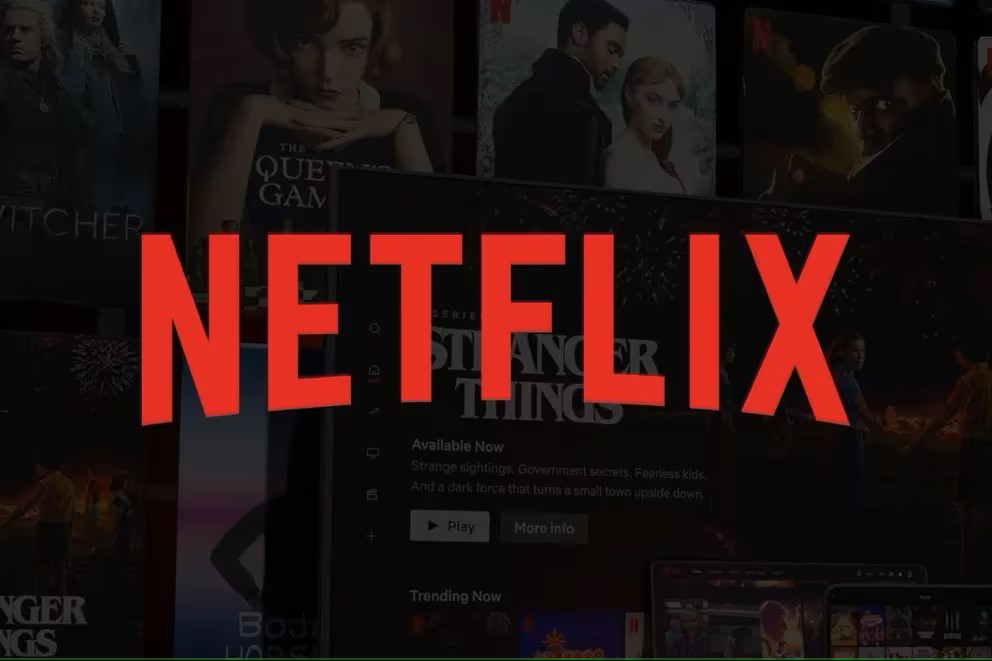 THE
QUEEN'S
GAM
WITCHER
NETFLIX
SERIE
STRANGER
THINGS
Available Now
Strange sightings. Government secrets. Fearless kids.
And a dark force that turns a small town upside down.
Play
More info
Trending Now
NGER
NGS
BoJ
HORS